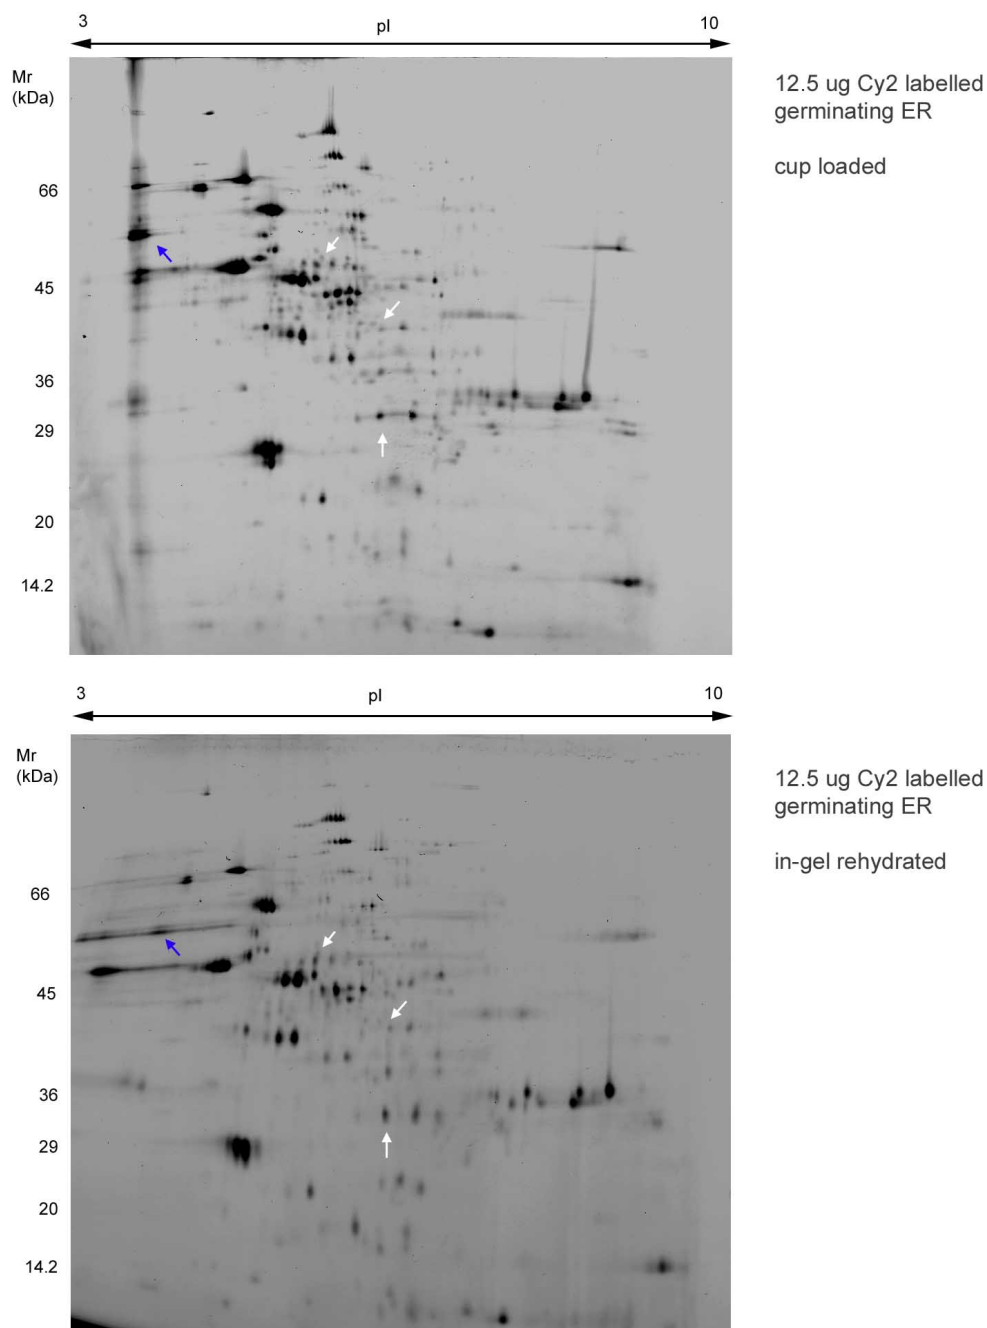 3 pI 10
Mr
(kDa)
66
45
36
29
20
14.2
12.5 ug Cy2 labelled
germinating ER
cup loaded
3 pI 10
Mr
(kDa)
66
45
36
29
20
14.2
12.5 ug Cy2 labelled
germinating ER
in-gel rehydrated